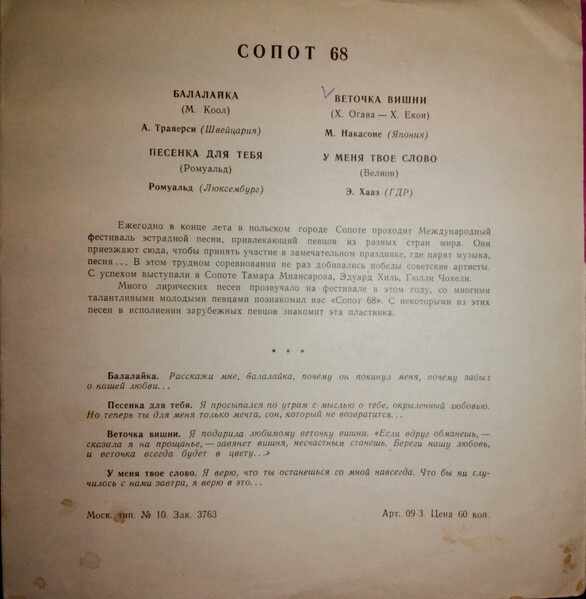 СОПОТ 68
БАЛАЛАЙКА
(М. Коол)
А. Траверси (Швейцария)
ПЕСЕНКА ДЛЯ ТЕБЯ
(Ромуальд)
Ромуальд (Люксембург)
ВЕТОЧКА ВИШНИ
(Х. Огава — Х. Екои)
М. Накасоне (Япония)
У МЕНЯ ТВОЕ СЛОВО
(Велион)
Э. Хааз (ГДР)
Ежегодно в конце лета в польском городе Сопоте проходит Международный
фестиваль эстрадной песни, привлекающий певцов из разных стран мира. Они
приезжают сюда, чтобы принять участие в замечательном празднике, где царят музыка,
песня... В этом трудном соревновании не раз добивались победы советские артисты.
С успехом выступали в Сопоте Тамара Миансарова, Эдуард Хиль, Гюлли Чохели.
Много лирических песен прозвучало на фестивале в этом году, со многими
талантливыми молодыми певцами познакомил нас «Сопот 68». С некоторыми из этих
песен в исполнении зарубежных певцов знакомит эта пластинка.
* * *
Балалайка. Расскажи мне, балалайка, почему он покинул меня, почему забыл
о нашей любви...
Песенка для тебя. Я просыпался по утрам с мыслью о тебе, окрыленный любовью.
Но теперь ты для меня только мечта, сон, который не возвратится...
Веточка вишни. Я подарила любимому веточку вишни. «Если вдруг обманешь, —
сказала я на прощанье, — завянет вишня, несчастным станешь. Береги нашу любовь,
и веточка всегда будет в цвету...»
У меня твое слово. Я верю, что ты останешься со мной навсегда. Что бы ни слу-
чилось с нами завтра, я верю в это...
Моск. тип. № 10. Зак. 3763
Арт. 09-3. Цена 60 коп.